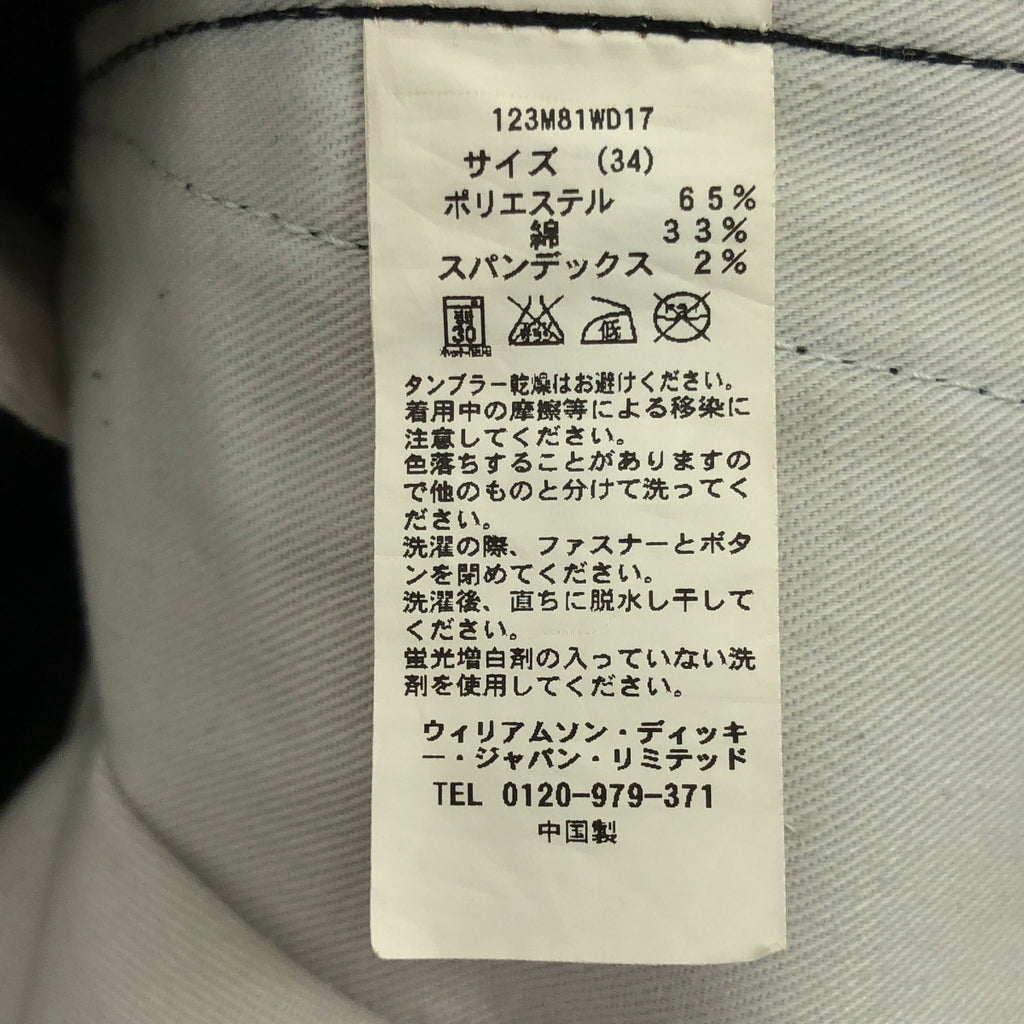 123M81WD17
サイズ (34)
ポリエステル 65%
綿 33%
スパンデックス 2%
弱
30
ネット使用
低
タンブラー乾燥はお避けください。
着用中の摩擦等による移染に
注意してください。
色落ちすることがありますの
で他のものと分けて洗ってく
ださい。
洗濯の際、ファスナーとボタ
ンを閉めてください。
洗濯後、直ちに脱水し干して
ください。
蛍光増白剤の入っていない洗
剤を使用してください。
ウィリアムソン・ディッキ
ー・ジャパン・リミテッド
TEL 0120-979-371
中国製